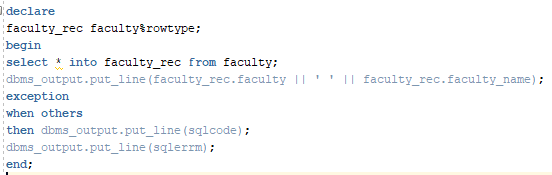 declare
faculty_rec faculty%rowtype;
begin
select * into faculty_rec from faculty;
dbms_output.put_line(faculty_rec.faculty || ' ' || faculty_rec.faculty_name);
exception
when others
then dbms_output.put_line(sqlcode);
dbms_output.put_line(sqlerrm);
end;